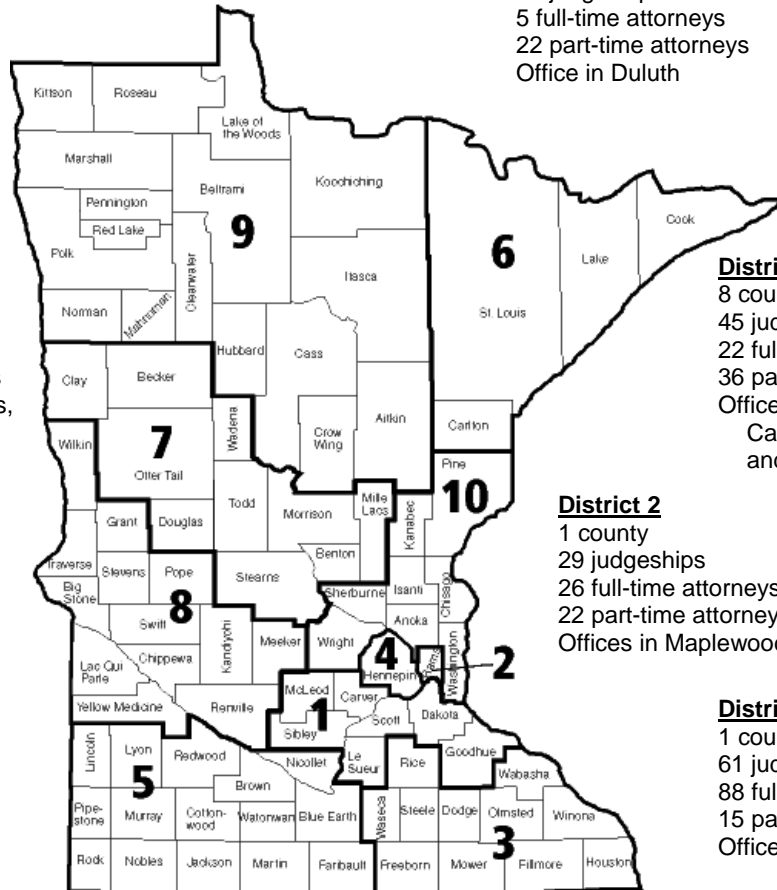 5 full-time attorneys
22 part-time attorneys
Office in Duluth
Kittson
Roseau
Lake of
the Woods
Marshall
Beltrami
Koochiching
Pennington
Red Lake
Polk
9
Clearwater
Itasca
Norman
Mahnomen
Hubbard
Cass
6
Cook
Lake
St. Louis
Clay
Becker
Wadena
Crow
Wing
Aitkin
Carlton
Wilkin
7
Otter Tail
Todd
Morrison
Mille
Lacs
Kanabec
Pine
10
Grant
Douglas
Benton
Traverse
Stevens
Pope
Stearns
Sherburne
Isanti
Chisago
Big
Stone
8
Swift
Kandiyohi
Meeker
Wright
Anoka
Washington
4
Hennepin
2
Lac Qui
Parle
Chippewa
McLeod
Carver
1
Scott
Dakota
Yellow Medicine
Renville
Sibley
Lincoln
Lyon
Redwood
Nicollet
Le
Sueur
Rice
Goodhue
Wabasha
5
Brown
Pipe-
stone
Murray
Cotton-
wood
Watonwan
Blue Earth
Waseca
Steele
Dodge
Olmsted
Winona
3
Rock
Nobles
Jackson
Martin
Faribault
Freeborn
Mower
Fillmore
Houston
s,
Distri
8 cou
45 jud
22 ful
36 pa
Office
Ca
and
District 2
1 county
29 judgeships
26 full-time attorneys
22 part-time attorney
Offices in Maplewood
Distri
1 cou
61 jud
88 ful
15 pa
Office